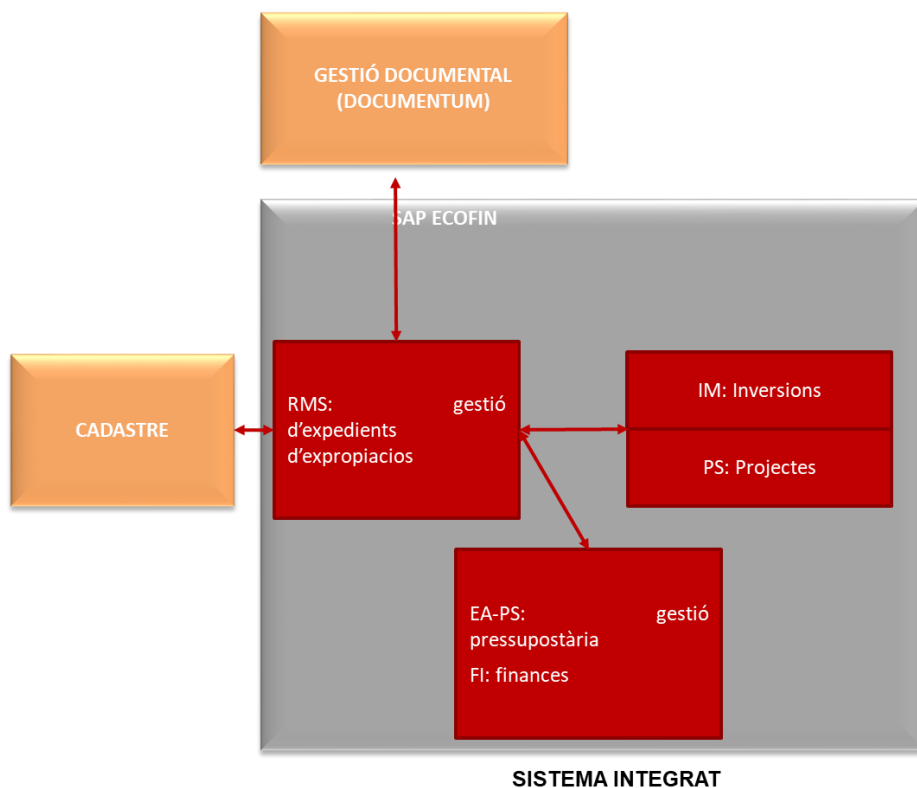 GESTIÓ DOCUMENTAL
(DOCUMENTUM)
SAP ECOFIN
CADASTRE
RMS: gestió
d'expedients
d'expropiacios
IM: Inversions
PS: Projectes
EA-PS: gestió
pressupostària
FI: finances
SISTEMA INTEGRAT